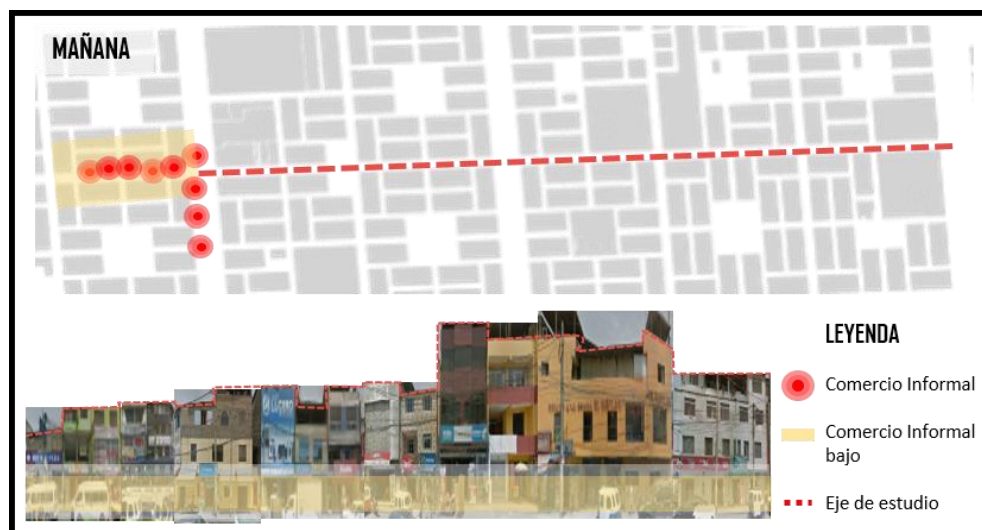 MAÑANA
LEYENDA
Comercio Informal
Comercio Informal
bajo
Eje de estudio